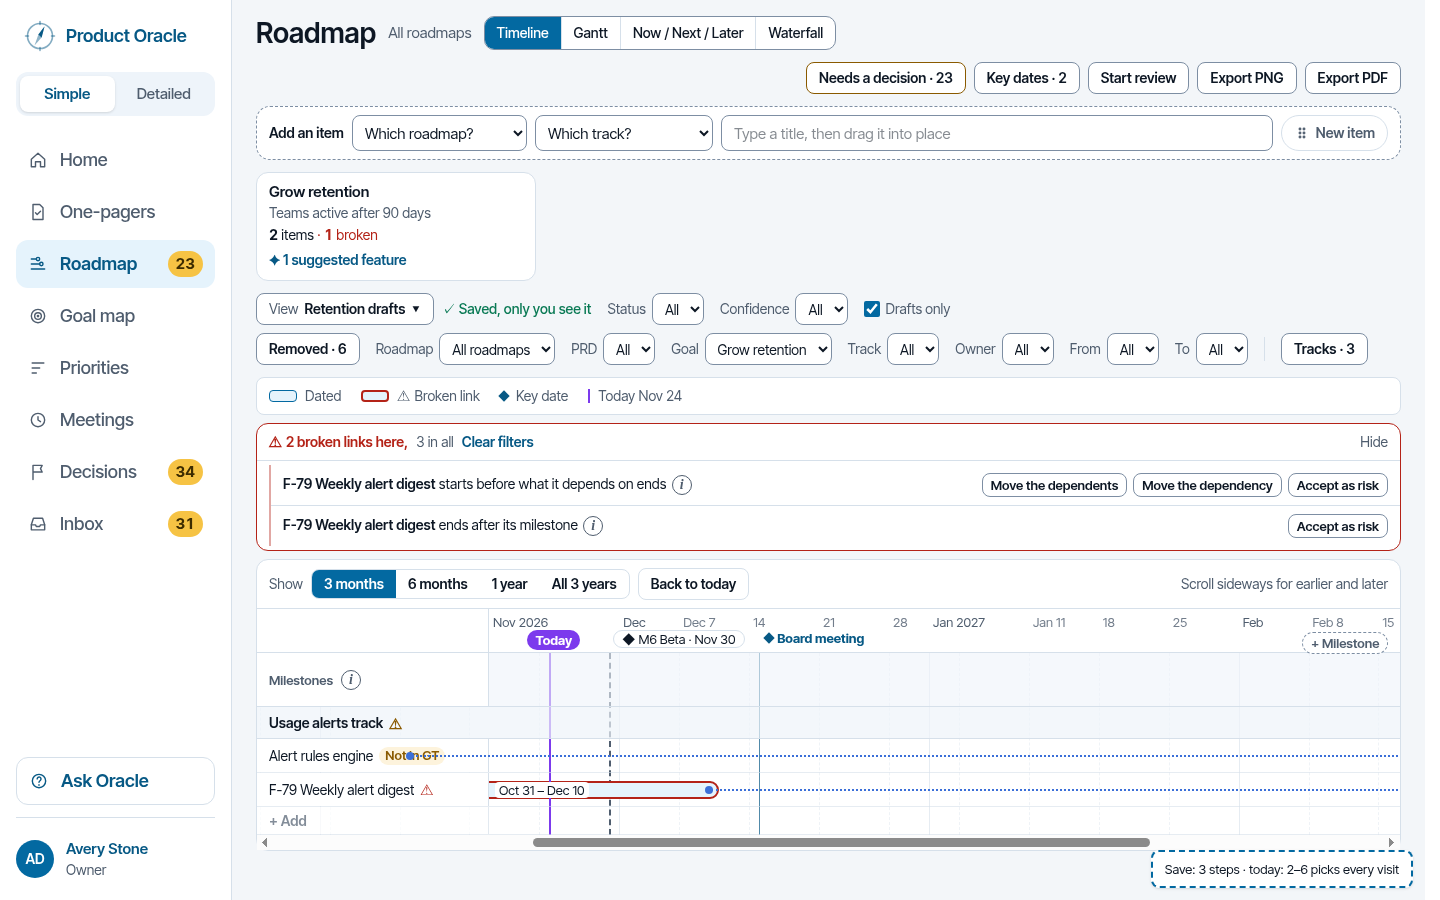 Product Oracle
Simple
Detailed
Home
One-pagers
Roadmap 23
Goal map
Priorities
Meetings
Decisions 34
Inbox 31
Ask Oracle
AD
Avery Stone
Owner
Roadmap All roadmaps Timeline Gantt Now / Next / Later Waterfall
Needs a decision · 23 Key dates · 2 Start review Export PNG Export PDF
Add an item Which roadmap? Which track? Type a title, then drag it into place New item
Grow retention
Teams active after 90 days
2 items · 1 broken
1 suggested feature
View Retention drafts ▼ ✓ Saved, only you see it Status All Confidence All Drafts only
Removed · 6 Roadmap All roadmaps PRD All Goal Grow retention Track All Owner All From All To All Tracks · 3
Dated ⚠ Broken link ◆ Key date Today Nov 24
⚠ 2 broken links here, 3 in all Clear filters Hide
F-79 Weekly alert digest starts before what it depends on ends i Move the dependents Move the dependency Accept as risk
F-79 Weekly alert digest ends after its milestone i Accept as risk
Show 3 months 6 months 1 year All 3 years Back to today Scroll sideways for earlier and later
Nov 2026 Dec Dec 7 14 21 28 Jan 2027 Jan 11 18 25 Feb Feb 8 15
Today ◆ M6 Beta · Nov 30 ◆ Board meeting + Milestone
Milestones i
Usage alerts track ⚠
Alert rules engine
F-79 Weekly alert digest ⚠ Oct 31 – Dec 10
+ Add
Save: 3 steps · today: 2–6 picks every visit